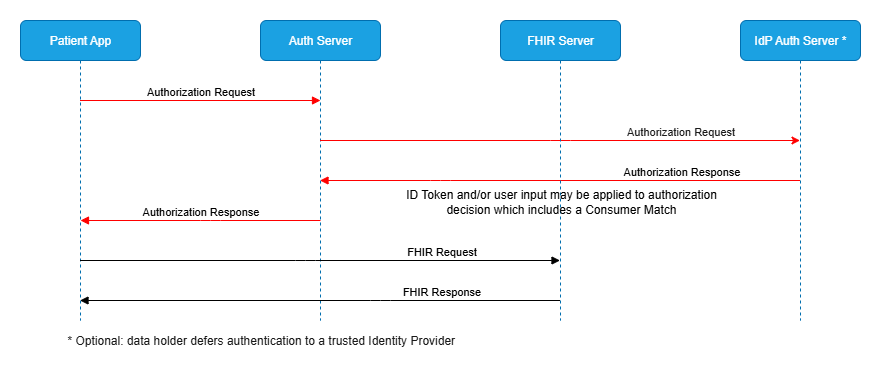 Patient App
Auth Server
FHIR Server
IdP Auth Server *
Authorization Request
Authorization Request
Authorization Response
ID Token and/or user input may be applied to authorization
decision which includes a Consumer Match
Authorization Response
FHIR Request
FHIR Response
* Optional: data holder defers authentication to a trusted Identity Provider